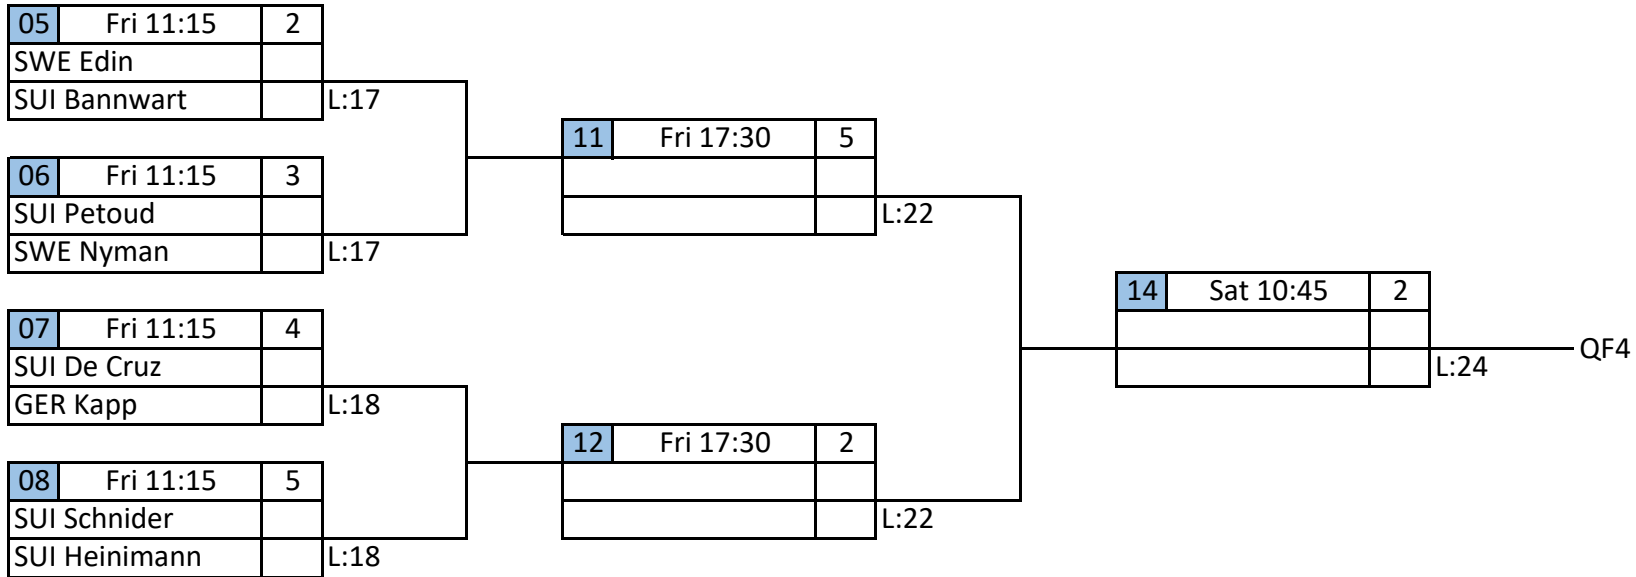 05 Fri 11:15 2
SWE Edin
SUI Bannwart
L:17
06 Fri 11:15 3
SUI Petoud
SWE Nyman
L:17
07 Fri 11:15 4
SUI De Cruz
GER Kapp
L:18
08 Fri 11:15 5
SUI Schnider
SUI Heinimann
L:18
11 Fri 17:30 5
L:22
12 Fri 17:30 2
L:22
14 Sat 10:45 2
L:24
QF4